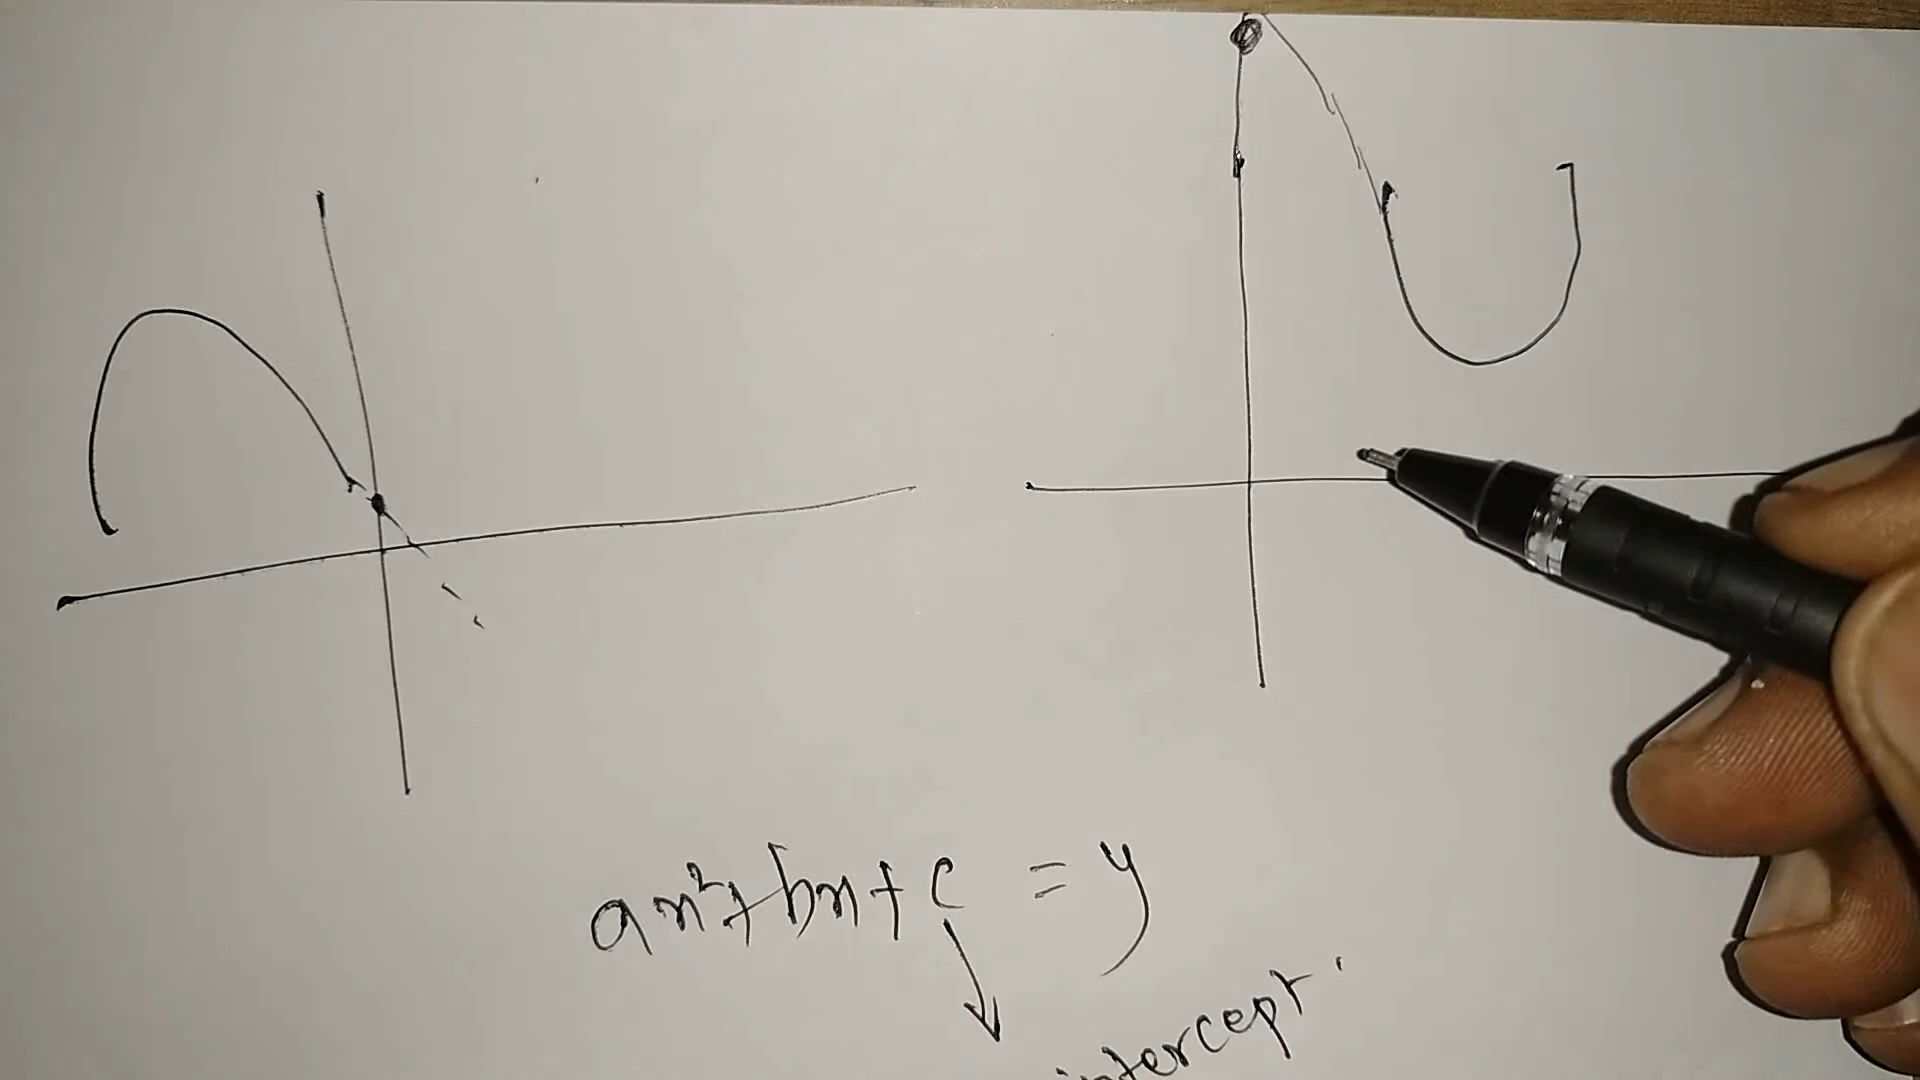 ax²+bx+c = y
intercept